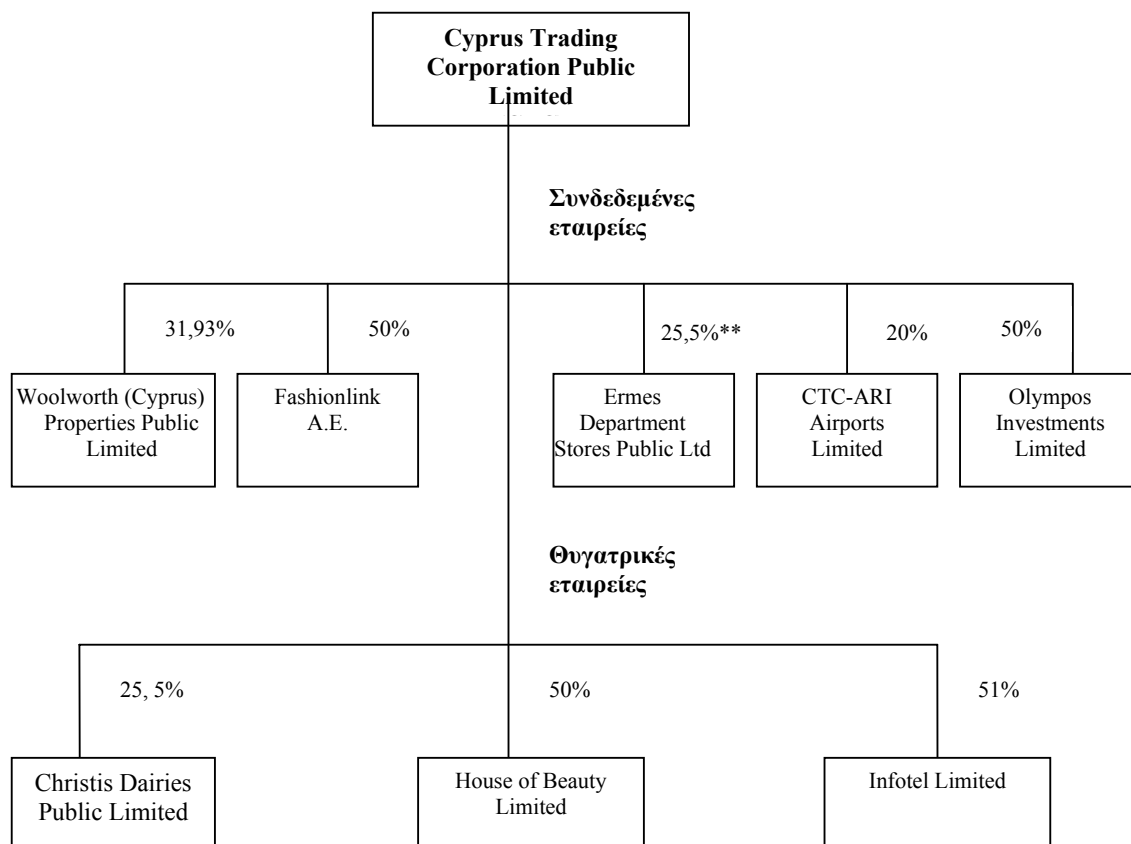 Cyprus Trading
Corporation Public
Limited
Συνδεδεμένες
εταιρείες
31,93%
50%
25,5%**
20%
50%
Woolworth (Cyprus)
Properties Public
Limited
Fashionlink
A.E.
Ermes
Department
Stores Public Ltd
CTC-ARI
Airports
Limited
Olympos
Investments
Limited
Θυγατρικές
εταιρείες
25, 5%
50%
51%
Christis Dairies
Public Limited
House of Beauty
Limited
Infotel Limited